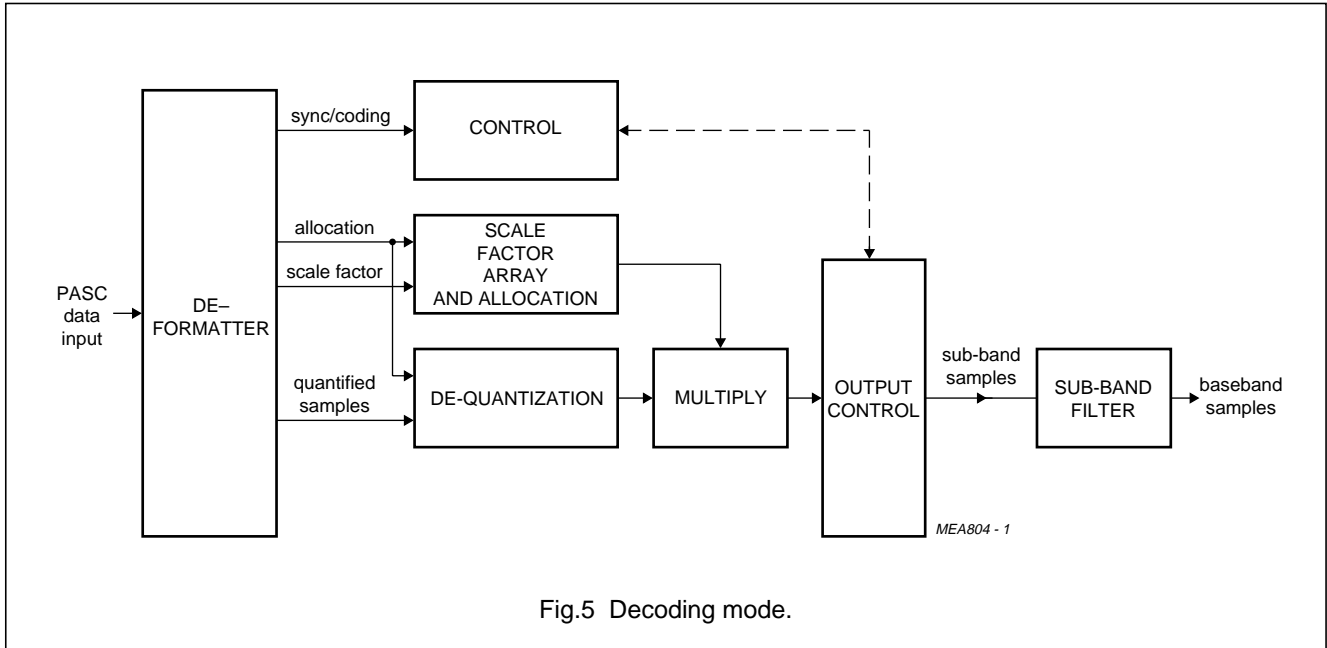 sync/coding
CONTROL
allocation
scale factor
SCALE
FACTOR
ARRAY
AND ALLOCATION
PASC
data
input
DE–
FORMATTER
quantified
samples
DE-QUANTIZATION
MULTIPLY
OUTPUT
CONTROL
sub-band
samples
SUB-BAND
FILTER
baseband
samples
MEA804 - 1
Fig.5 Decoding mode.